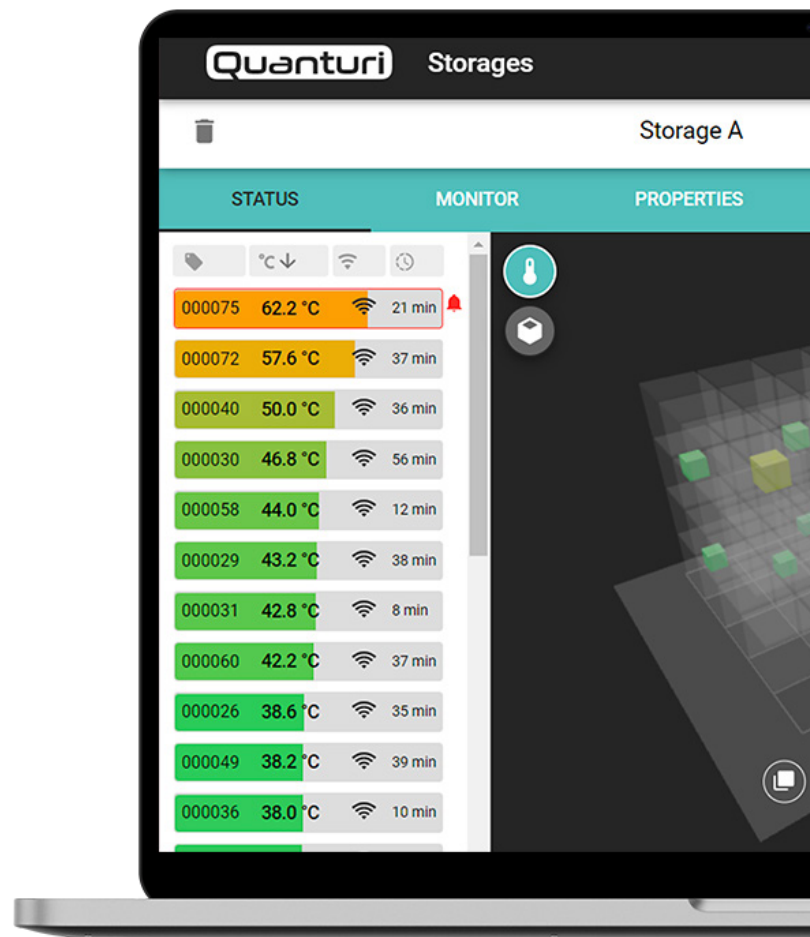 Quanturi Storages
Storage A
STATUS MONITOR PROPERTIES
°C
000075 62.2 °C 21 min
000072 57.6 °C 37 min
000040 50.0 °C 36 min
000030 46.8 °C 56 min
000058 44.0 °C 12 min
000029 43.2 °C 38 min
000031 42.8 °C 8 min
000060 42.2 °C 37 min
000026 38.6 °C 35 min
000049 38.2 °C 39 min
000036 38.0 °C 10 min